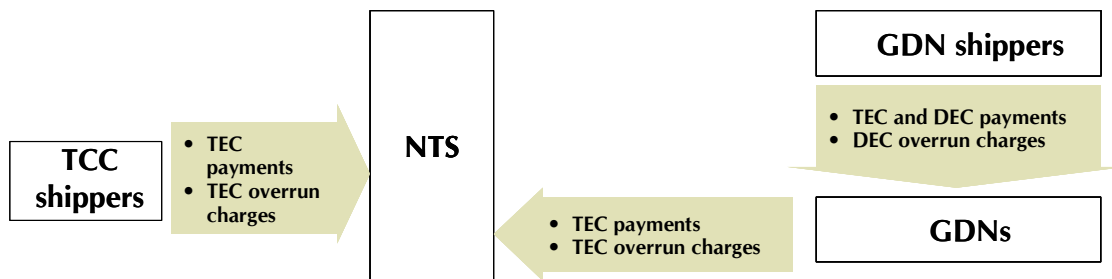 TCC
shippers
• TEC
payments
• TEC overrun
charges
NTS
GDN shippers
• TEC and DEC payments
• DEC overrun charges
• TEC payments
• TEC overrun charges
GDNs